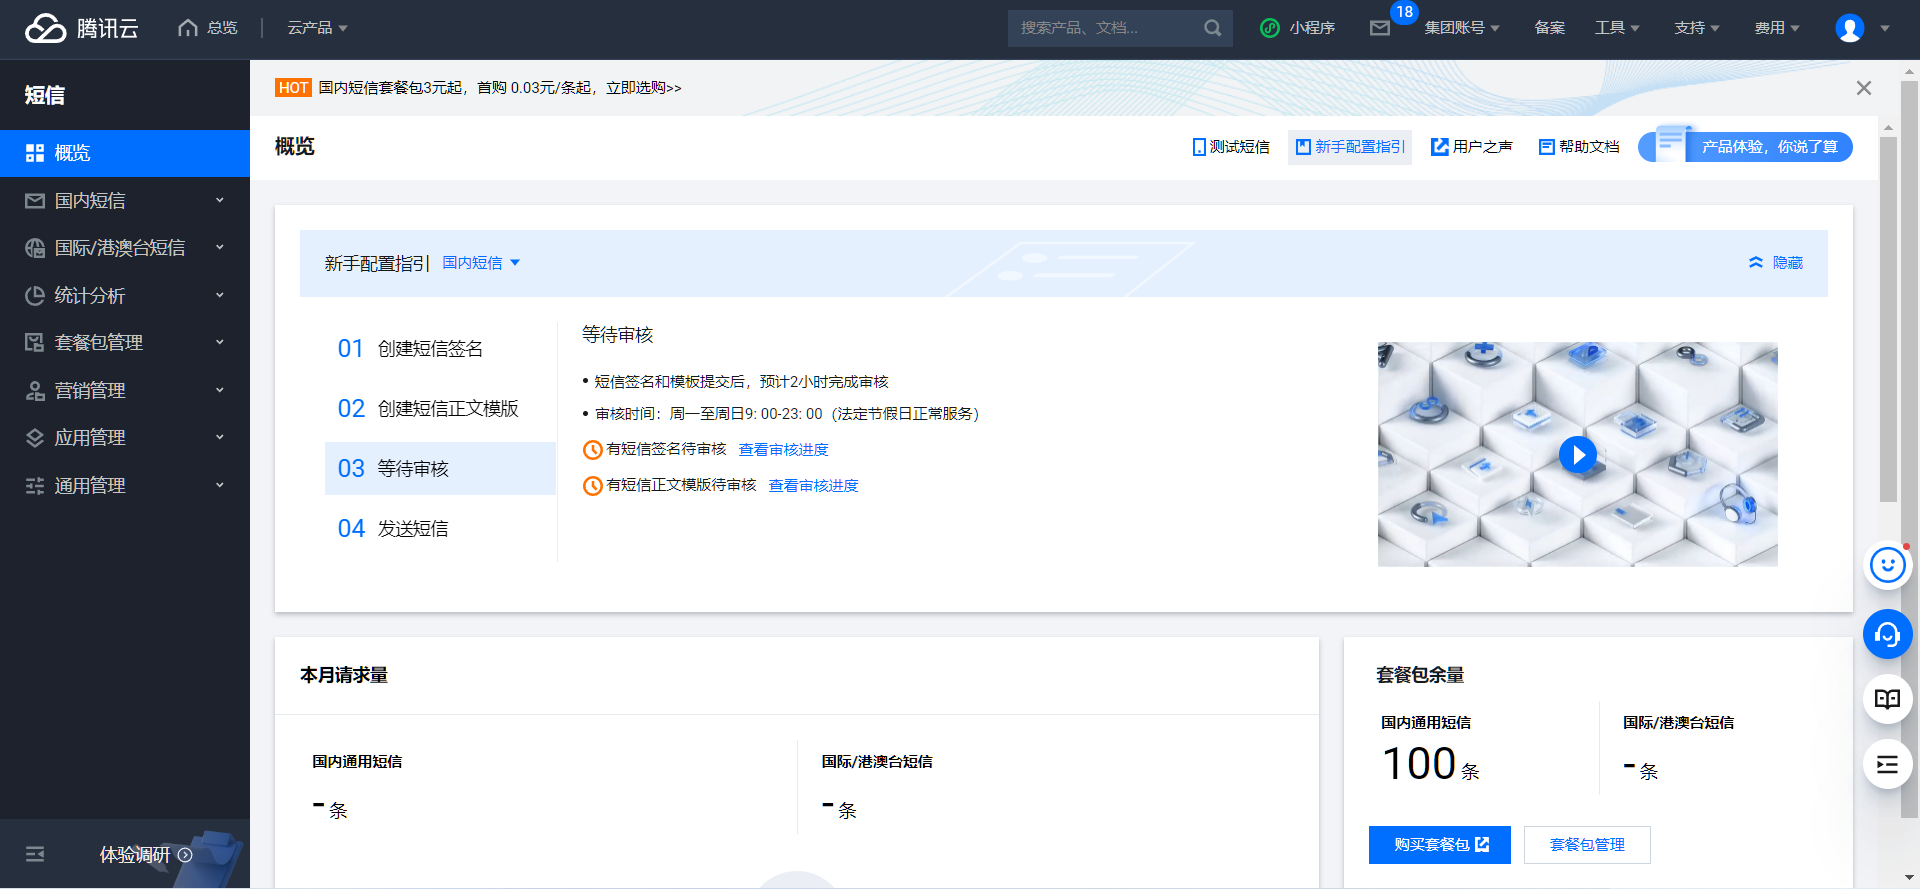 腾讯云
总览
云产品
搜索产品、文档...
小程序
18
集团账号
备案
工具
支持
费用
短信
概览
国内短信
国际/港澳台短信
统计分析
套餐包管理
营销管理
应用管理
通用管理
体验调研
HOT 国内短信套餐包3元起，首购 0.03元/条起，立即选购>>
概览
测试短信
新手配置指引
用户之声
帮助文档
产品体验，你说了算
新手配置指引
国内短信
隐藏
01 创建短信签名
02 创建短信正文模版
03 等待审核
04 发送短信
等待审核
• 短信签名和模板提交后，预计2小时完成审核
• 审核时间：周一至周日9: 00-23: 00（法定节假日正常服务）
有短信签名待审核 查看审核进度
有短信正文模版待审核 查看审核进度
本月请求量
国内通用短信
- 条
国际/港澳台短信
- 条
套餐包余量
国内通用短信
100 条
国际/港澳台短信
- 条
购买套餐包
套餐包管理